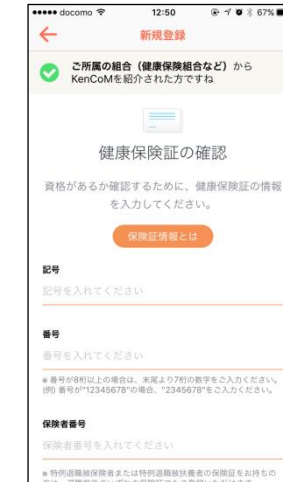 ●●●●● docomo 12:50 67%
新規登録
ご所属の組合（健康保険組合など）から
KenCoMを紹介された方ですね
健康保険証の確認
資格があるか確認するために、健康保険証の情報
を入力してください。
保険証情報とは
記号
記号を入れてください
番号
番号を入れてください
※番号が8桁以上の場合は、末尾より7桁の数字をご入力ください。
(例) 番号が"12345678"の場合、"2345678"をご入力ください。
保険者番号
保険者番号を入れてください
※特例退職被保険者または特例退職被扶養者の保険証をお持ちの